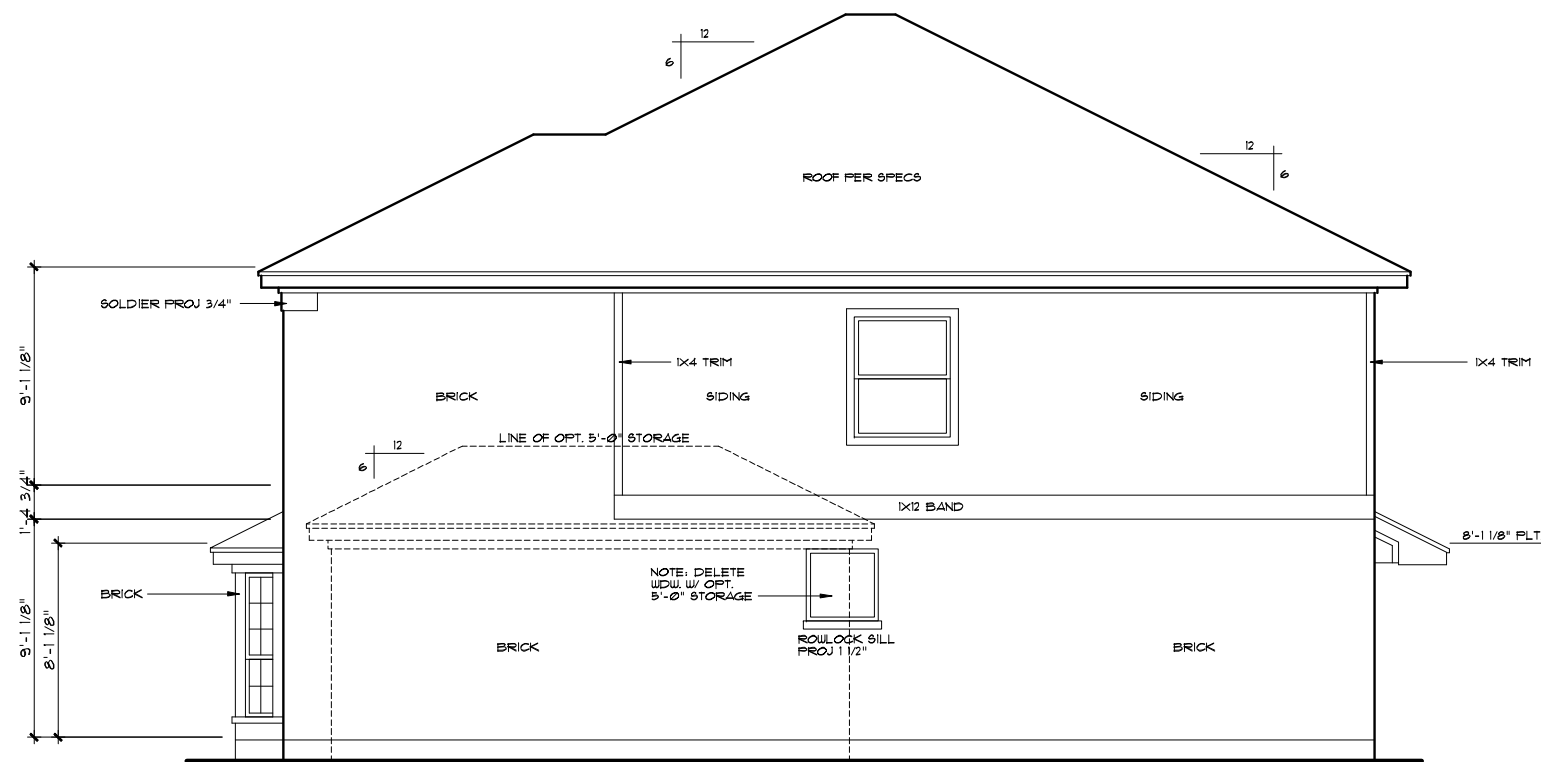 12
6
12
6
ROOF PER SPECS
SOLDIER PROJ 3/4"
9'-1 1/8"
1X4 TRIM
1X4 TRIM
BRICK
SIDING
SIDING
LINE OF OPT. 5'-0" STORAGE
12
6
1'-4 3/4"
1X12 BAND
8'-1 1/8" PLT
NOTE: DELETE
WDW. W/ OPT.
5'-0" STORAGE
BRICK
9'-1 1/8"
8'-1 1/8"
ROWLOCK SILL
PROJ 1 1/2"
BRICK
BRICK